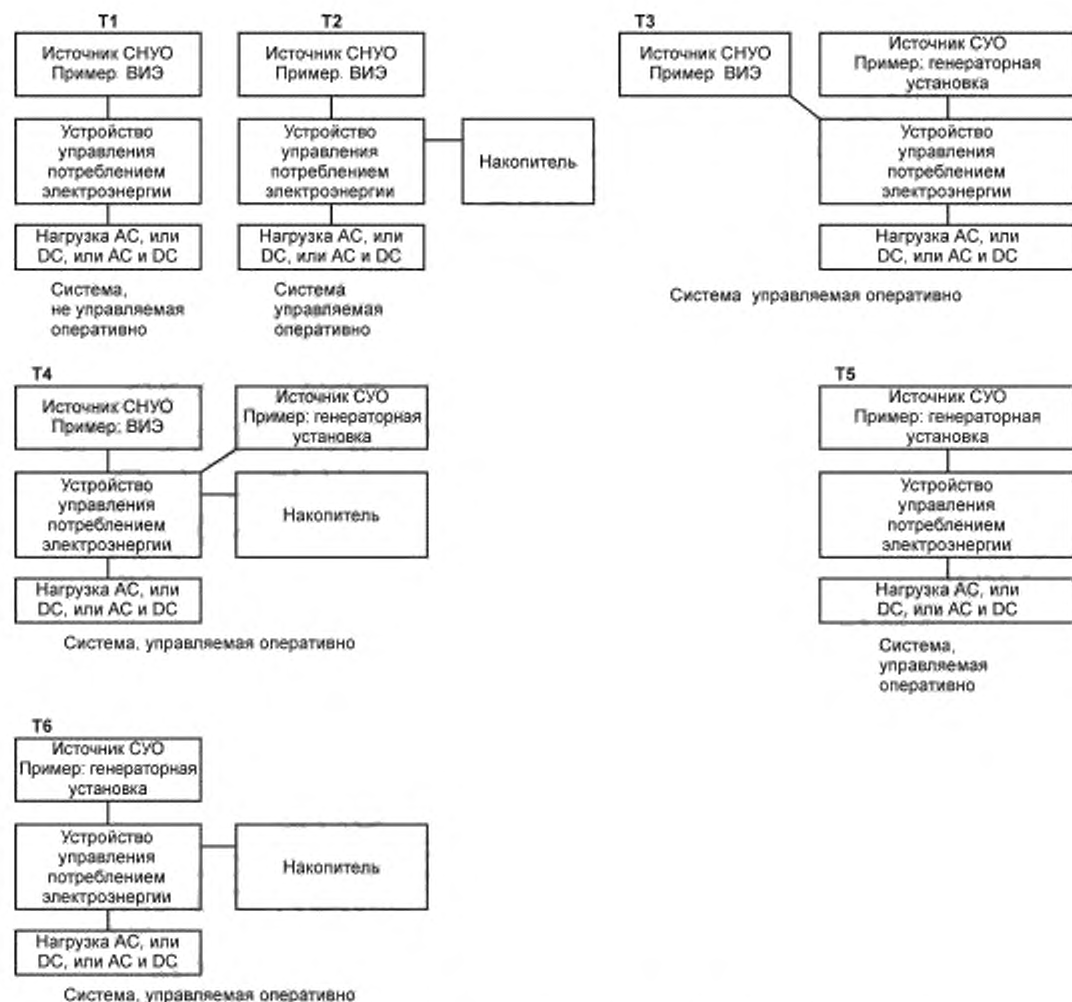 T1
Источник СНУО
Пример ВИЭ
Устройство
управления
потреблением
электроэнергии
Нагрузка АС, или
DC, или АС и DC
Система,
не управляемая
оперативно
T2
Источник СНУО
Пример. ВИЭ
Устройство
управления
потреблением
электроэнергии
Накопитель
Нагрузка АС, или
DC, или АС и DC
Система
управляемая
оперативно
T3
Источник СНУО
Пример ВИЭ
Источник СУО
Пример: генераторная
установка
Устройство
управления
потреблением
электроэнергии
Нагрузка АС, или
DC, или АС и DC
Система управляемая оперативно
T4
Источник СНУО
Пример: ВИЭ
Источник СУО
Пример: генераторная
установка
Устройство
управления
потреблением
электроэнергии
Накопитель
Нагрузка АС, или
DC, или АС и DC
Система, управляемая оперативно
T5
Источник СУО
Пример: генераторная
установка
Устройство
управления
потреблением
электроэнергии
Нагрузка АС, или
DC, или АС и DC
Система,
управляемая
оперативно
T6
Источник СУО
Пример: генераторная
установка
Устройство
управления
потреблением
электроэнергии
Накопитель
Нагрузка АС, или
DC, или АС и DC
Система, управляемая оперативно